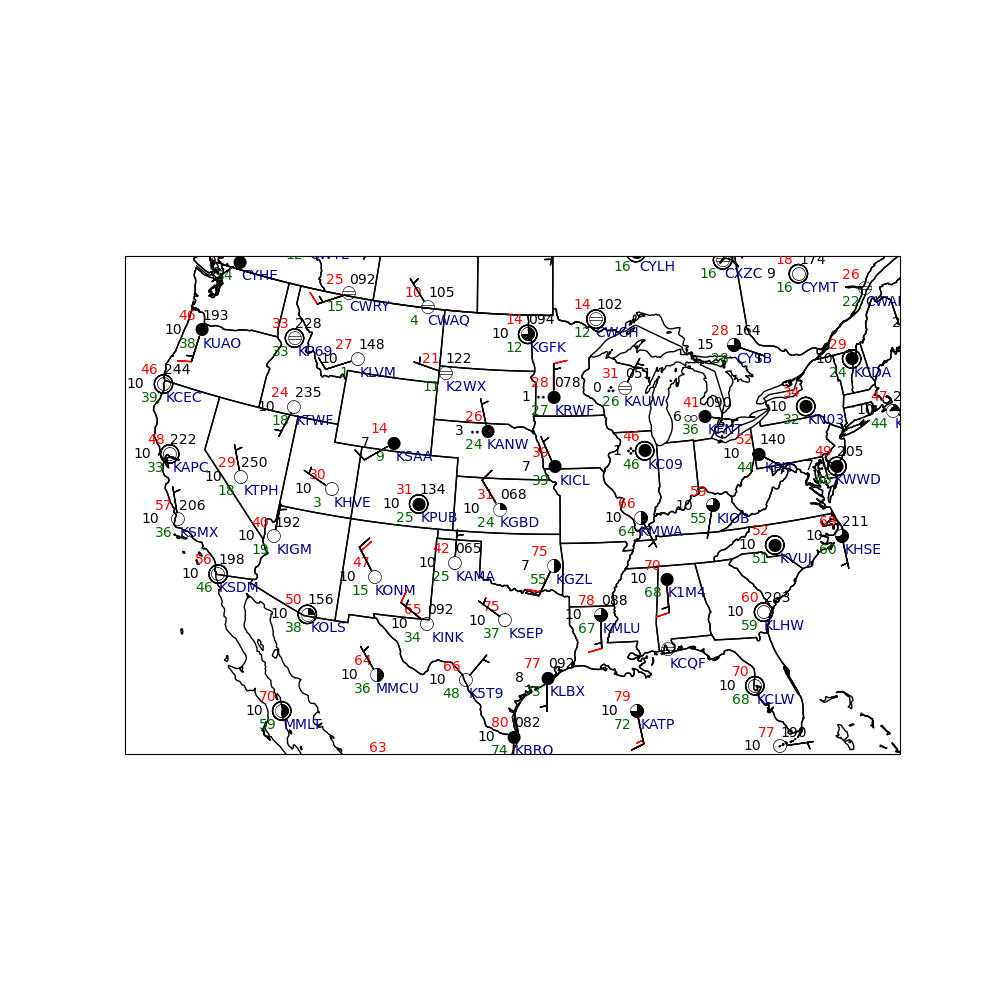 CYHE
16 CYLH
16 CXZC
9 18 174
16 CYMT
26
22
25 092
15 CWRY
10 105
4 CWAQ
14 102
12 CWCH
46 193
10
38 KUAO
33 228
33 KP69
14 094
10
12 KGFK
28 164
15
28 CYSB
29
10
24 KCDA
27 148
10
1 KLVM
21 122
11 K2WX
46 244
10
39 KCEC
28 078
1
27 KRWF
31 051
0
26 KAUW
41 090
6
36 KPNT
34
10
32 KN03
47
10
44
24 235
10
18 KTWF
14
7
9 KSAA
26
3
24 KANW
46
1
46 KC09
52 140
10
44
49 205
7
KWWD
48 222
10
33 KAPC
29 250
10
18 KTPH
39
7
39 KICL
30
10
3 KHVE
31 134
10
25 KPUB
31 068
10
24 KGBD
66
10
64 KMWA
59
10
55 KIOB
57 206
10
36 KSMX
40 192
10
19 KIGM
52
10
51 KVUJ
211
10
60 KHSE
42 065
10
25 KAMA
75
7
55 KGZL
70
10
68 K1M4
198
10
46 KSDM
47
10
15 KONM
50 156
10
38 KOLS
65 092
10
34 KINK
75
10
37 KSEP
78 088
10
67 KMLU
60 203
10
59 KLHW
KCQF
64
10
36 MMCU
66
10
48 K5T9
77 092
8
KLBX
70
10
68 KCLW
70
10
59 MMLT
79
10
72 KATP
80 082
10
74 KBRO
77 190
10
63